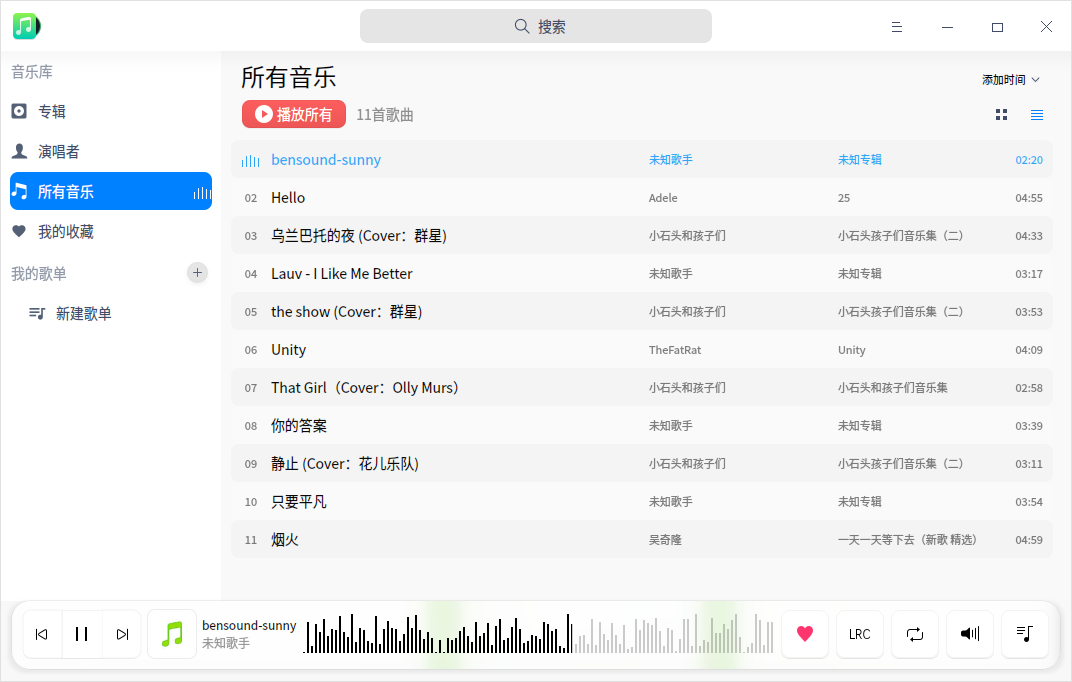 搜索
音乐库
专辑
演唱者
所有音乐
我的收藏
我的歌单
新建歌单
所有音乐
添加时间
播放所有 11首歌曲
bensound-sunny 未知歌手 未知专辑 02:20
02 Hello Adele 25 04:55
03 乌兰巴托的夜 (Cover：群星) 小石头和孩子们 小石头孩子们音乐集（二） 04:33
04 Lauv - I Like Me Better 未知歌手 未知专辑 03:17
05 the show (Cover：群星) 小石头和孩子们 小石头孩子们音乐集（二） 03:53
06 Unity TheFatRat Unity 04:09
07 That Girl（Cover：Olly Murs） 小石头和孩子们 小石头和孩子们音乐集 02:58
08 你的答案 未知歌手 未知专辑 03:39
09 静止 (Cover：花儿乐队) 小石头和孩子们 小石头孩子们音乐集（二） 03:11
10 只要平凡 未知歌手 未知专辑 03:54
11 烟火 吴奇隆 一天一天等下去（新歌 精选） 04:59
bensound-sunny
未知歌手
LRC